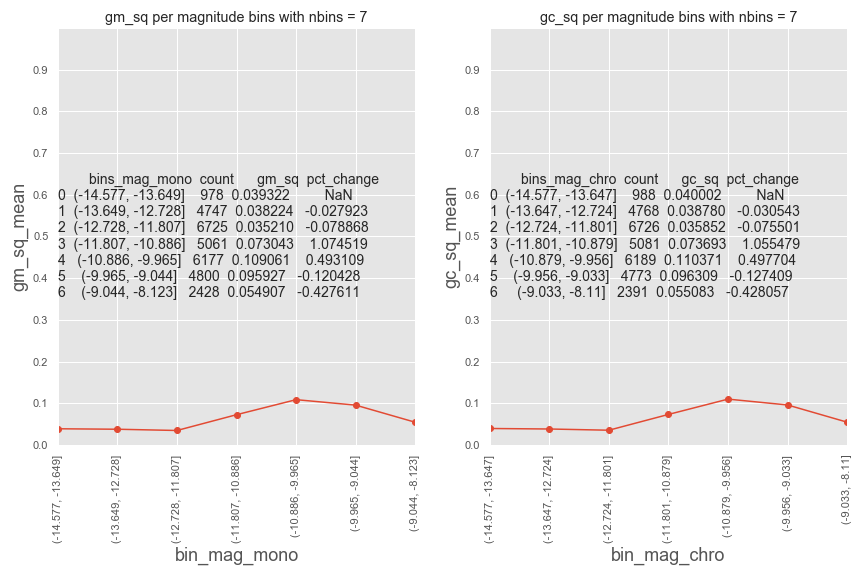 gm_sq per magnitude bins with nbins = 7
0.9
0.8
0.7
0.6
0.5
0.4
0.3
0.2
0.1
0.0
gm_sq_mean
bins_mag_mono count gm_sq pct_change
0 (-14.577, -13.649] 978 0.039322 NaN
1 (-13.649, -12.728] 4747 0.038224 -0.027923
2 (-12.728, -11.807] 6725 0.035210 -0.078868
3 (-11.807, -10.886] 5061 0.073043 1.074519
4 (-10.886, -9.965] 6177 0.109061 0.493109
5 (-9.965, -9.044] 4800 0.095927 -0.120428
6 (-9.044, -8.123] 2428 0.054907 -0.427611
(-14.577, -13.649]
(-13.649, -12.728]
(-12.728, -11.807]
(-11.807, -10.886]
(-10.886, -9.965]
(-9.965, -9.044]
(-9.044, -8.123]
bin_mag_mono
gc_sq per magnitude bins with nbins = 7
0.9
0.8
0.7
0.6
0.5
0.4
0.3
0.2
0.1
0.0
gc_sq_mean
bins_mag_chro count gc_sq pct_change
0 (-14.577, -13.647] 988 0.040002 NaN
1 (-13.647, -12.724] 4768 0.038780 -0.030543
2 (-12.724, -11.801] 6726 0.035852 -0.075501
3 (-11.801, -10.879] 5081 0.073693 1.055479
4 (-10.879, -9.956] 6189 0.110371 0.497704
5 (-9.956, -9.033] 4773 0.096309 -0.127409
6 (-9.033, -8.11] 2391 0.055083 -0.428057
(-14.577, -13.647]
(-13.647, -12.724]
(-12.724, -11.801]
(-11.801, -10.879]
(-10.879, -9.956]
(-9.956, -9.033]
(-9.033, -8.11]
bin_mag_chro